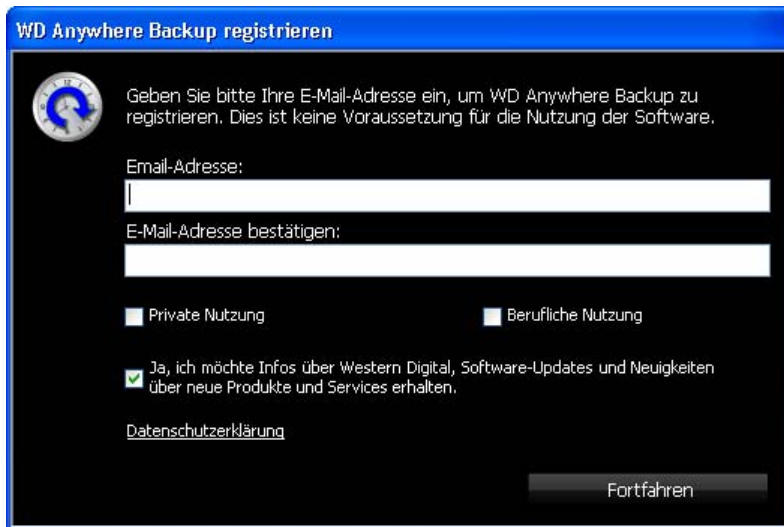 WD Anywhere Backup registrieren
Geben Sie bitte Ihre E-Mail-Adresse ein, um WD Anywhere Backup zu
registrieren. Dies ist keine Voraussetzung für die Nutzung der Software.
Email-Adresse:
E-Mail-Adresse bestätigen:
Private Nutzung
Berufliche Nutzung
Ja, ich möchte Infos über Western Digital, Software-Updates und Neuigkeiten
über neue Produkte und Services erhalten.
Datenschutzerklärung
Fortfahren